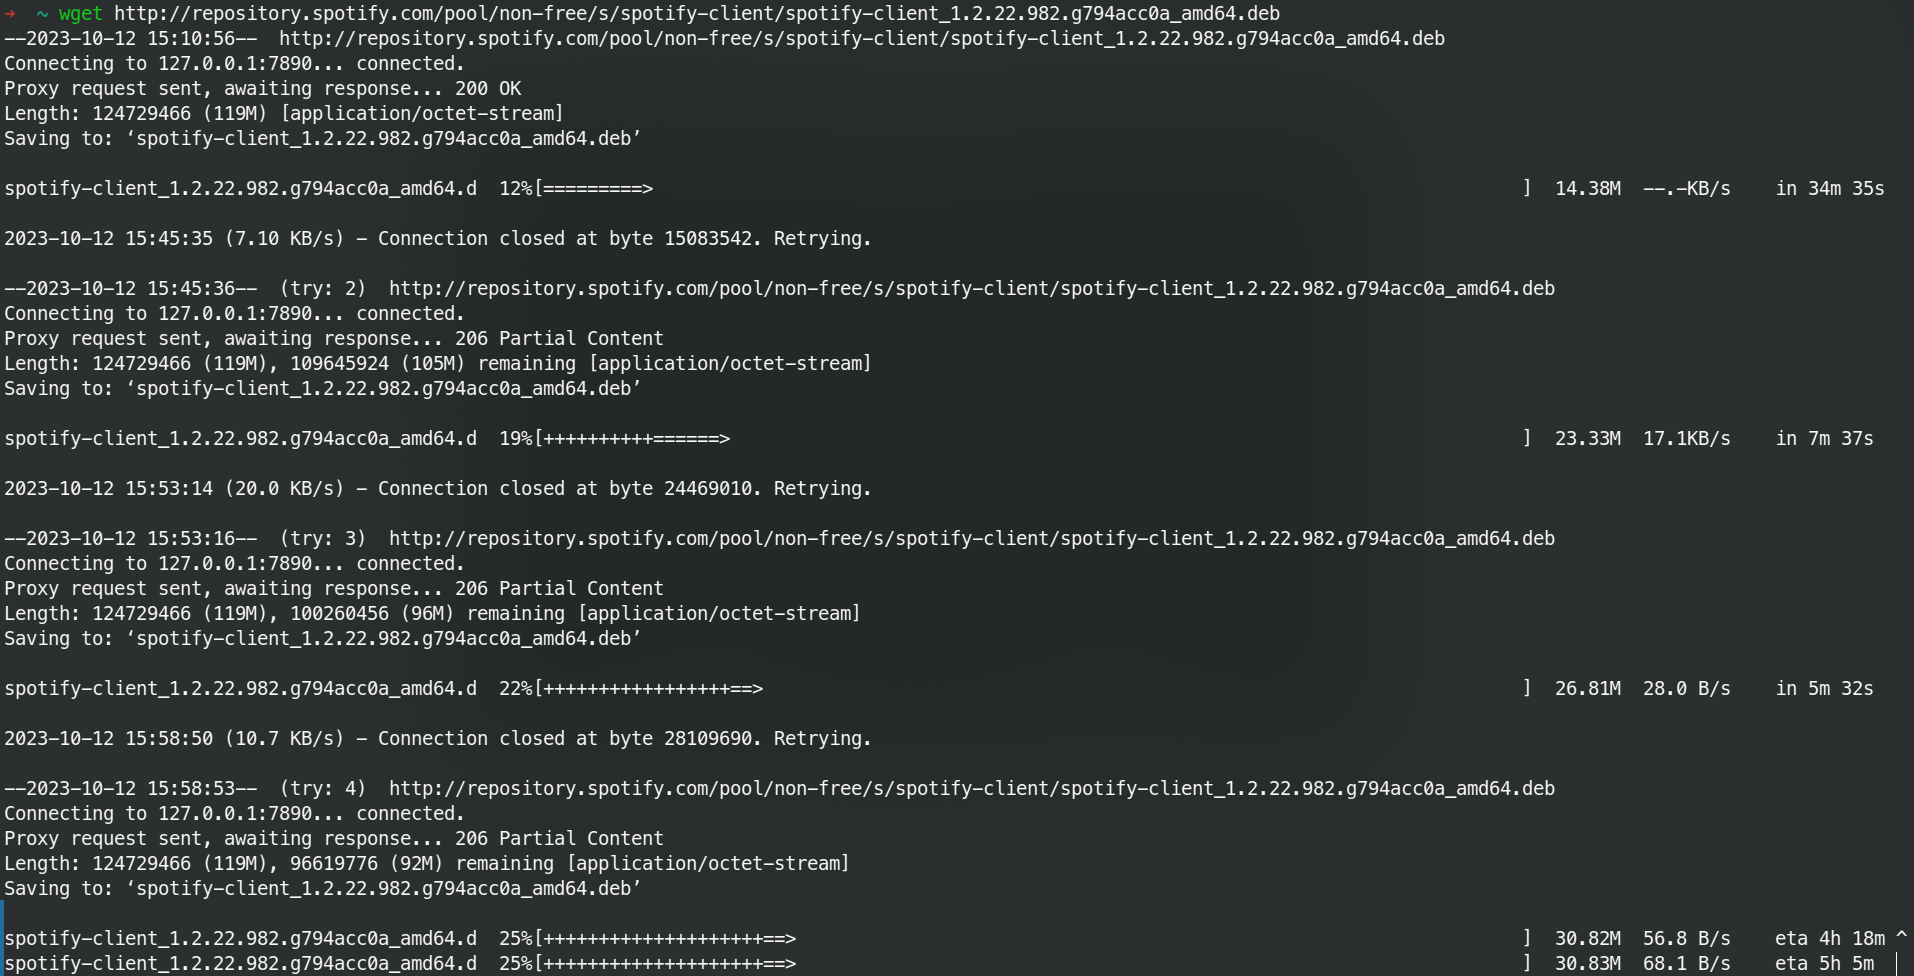 →  ~ wget http://repository.spotify.com/pool/non-free/s/spotify-client/spotify-client_1.2.22.982.g794acc0a_amd64.deb
--2023-10-12 15:10:56--  http://repository.spotify.com/pool/non-free/s/spotify-client/spotify-client_1.2.22.982.g794acc0a_amd64.deb
Connecting to 127.0.0.1:7890... connected.
Proxy request sent, awaiting response... 200 OK
Length: 124729466 (119M) [application/octet-stream]
Saving to: ‘spotify-client_1.2.22.982.g794acc0a_amd64.deb’
spotify-client_1.2.22.982.g794acc0a_amd64.d  12%[=========>                    ]  14.38M  --.-KB/s    in 34m 35s
2023-10-12 15:45:35 (7.10 KB/s) - Connection closed at byte 15083542. Retrying.
--2023-10-12 15:45:36--  (try: 2)  http://repository.spotify.com/pool/non-free/s/spotify-client/spotify-client_1.2.22.982.g794acc0a_amd64.deb
Connecting to 127.0.0.1:7890... connected.
Proxy request sent, awaiting response... 206 Partial Content
Length: 124729466 (119M), 109645924 (105M) remaining [application/octet-stream]
Saving to: ‘spotify-client_1.2.22.982.g794acc0a_amd64.deb’
spotify-client_1.2.22.982.g794acc0a_amd64.d  19%[++++++++++======>                    ]  23.33M  17.1KB/s    in 7m 37s
2023-10-12 15:53:14 (20.0 KB/s) - Connection closed at byte 24469010. Retrying.
--2023-10-12 15:53:16--  (try: 3)  http://repository.spotify.com/pool/non-free/s/spotify-client/spotify-client_1.2.22.982.g794acc0a_amd64.deb
Connecting to 127.0.0.1:7890... connected.
Proxy request sent, awaiting response... 206 Partial Content
Length: 124729466 (119M), 100260456 (96M) remaining [application/octet-stream]
Saving to: ‘spotify-client_1.2.22.982.g794acc0a_amd64.deb’
spotify-client_1.2.22.982.g794acc0a_amd64.d  22%[+++++++++++++++++==>                    ]  26.81M  28.0 B/s    in 5m 32s
2023-10-12 15:58:50 (10.7 KB/s) - Connection closed at byte 28109690. Retrying.
--2023-10-12 15:58:53--  (try: 4)  http://repository.spotify.com/pool/non-free/s/spotify-client/spotify-client_1.2.22.982.g794acc0a_amd64.deb
Connecting to 127.0.0.1:7890... connected.
Proxy request sent, awaiting response... 206 Partial Content
Length: 124729466 (119M), 96619776 (92M) remaining [application/octet-stream]
Saving to: ‘spotify-client_1.2.22.982.g794acc0a_amd64.deb’
spotify-client_1.2.22.982.g794acc0a_amd64.d  25%[++++++++++++++++++++==>                    ]  30.82M  56.8 B/s    eta 4h 18m ^
spotify-client_1.2.22.982.g794acc0a_amd64.d  25%[++++++++++++++++++++==>                    ]  30.83M  68.1 B/s    eta 5h 5m